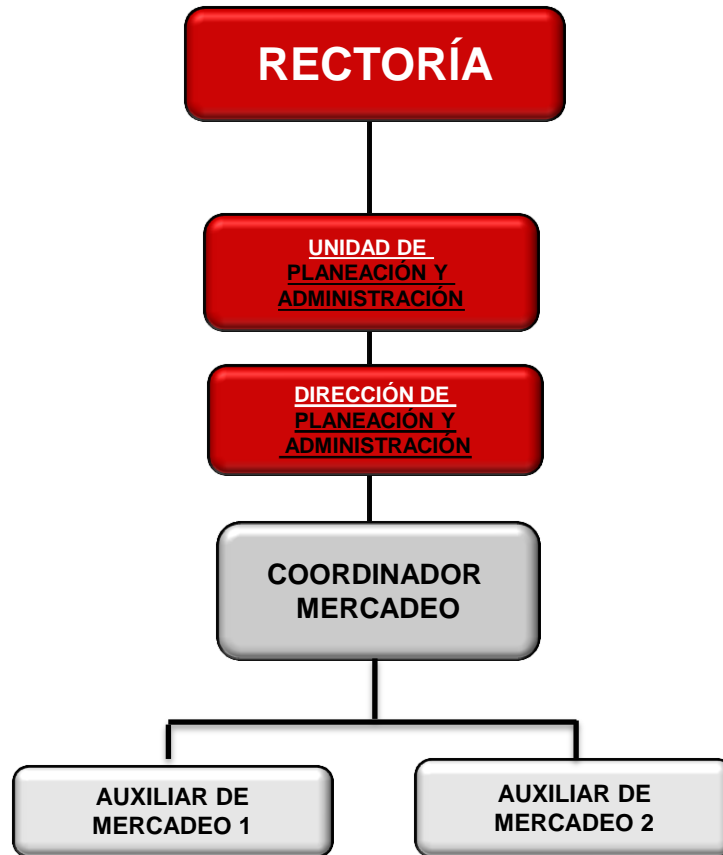 RECTORÍA
UNIDAD DE
PLANEACIÓN Y
ADMINISTRACIÓN
DIRECCIÓN DE
PLANEACIÓN Y
ADMINISTRACIÓN
COORDINADOR
MERCADEO
AUXILIAR DE
MERCADEO 1
AUXILIAR DE
MERCADEO 2